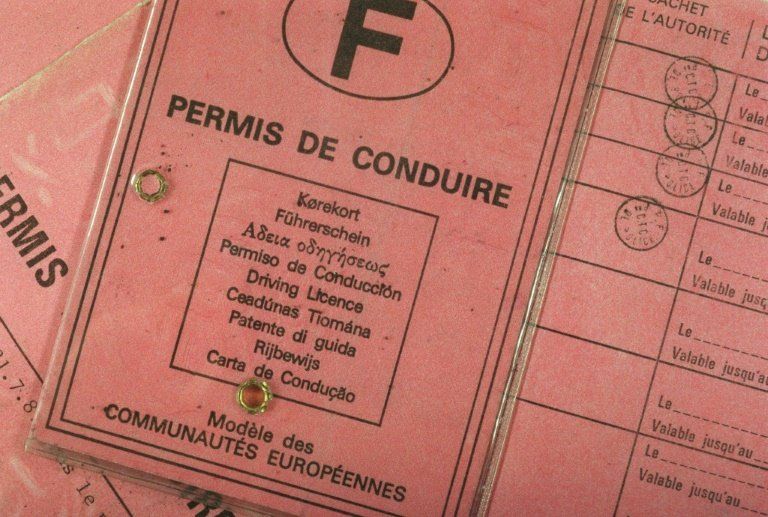 F
PERMIS DE CONDUIRE
Kørekort
Führerschein
Αδεια οδηγήσεως
Permiso de Conducción
Driving Licence
Ceadúnas Tiomána
Patente di guida
Rijbewijs
Carta de Condução
Modèle des
COMMUNAUTÉS EUROPÉENNES
ERMIS
CACHET
DE L'AUTORITÉ
Le
Valab
Le
Valable
Le
Valable jusqu
Le
Valable jusq
Le
Valable jusqu'a
Le
Valable jusqu'au
Le
Valable jusqu'au